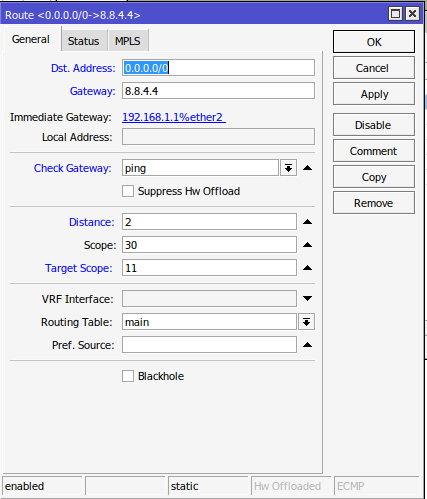 Route <0.0.0.0/0->8.8.4.4>
General Status MPLS
Dst. Address: 0.0.0.0/0
Gateway: 8.8.4.4
Immediate Gateway: 192.168.1.1%ether2
Local Address:
Check Gateway: ping
Suppress Hw Offload
Distance: 2
Scope: 30
Target Scope: 11
VRF Interface:
Routing Table: main
Pref. Source:
Blackhole
OK
Cancel
Apply
Disable
Comment
Copy
Remove
enabled static Hw Offloaded ECMP